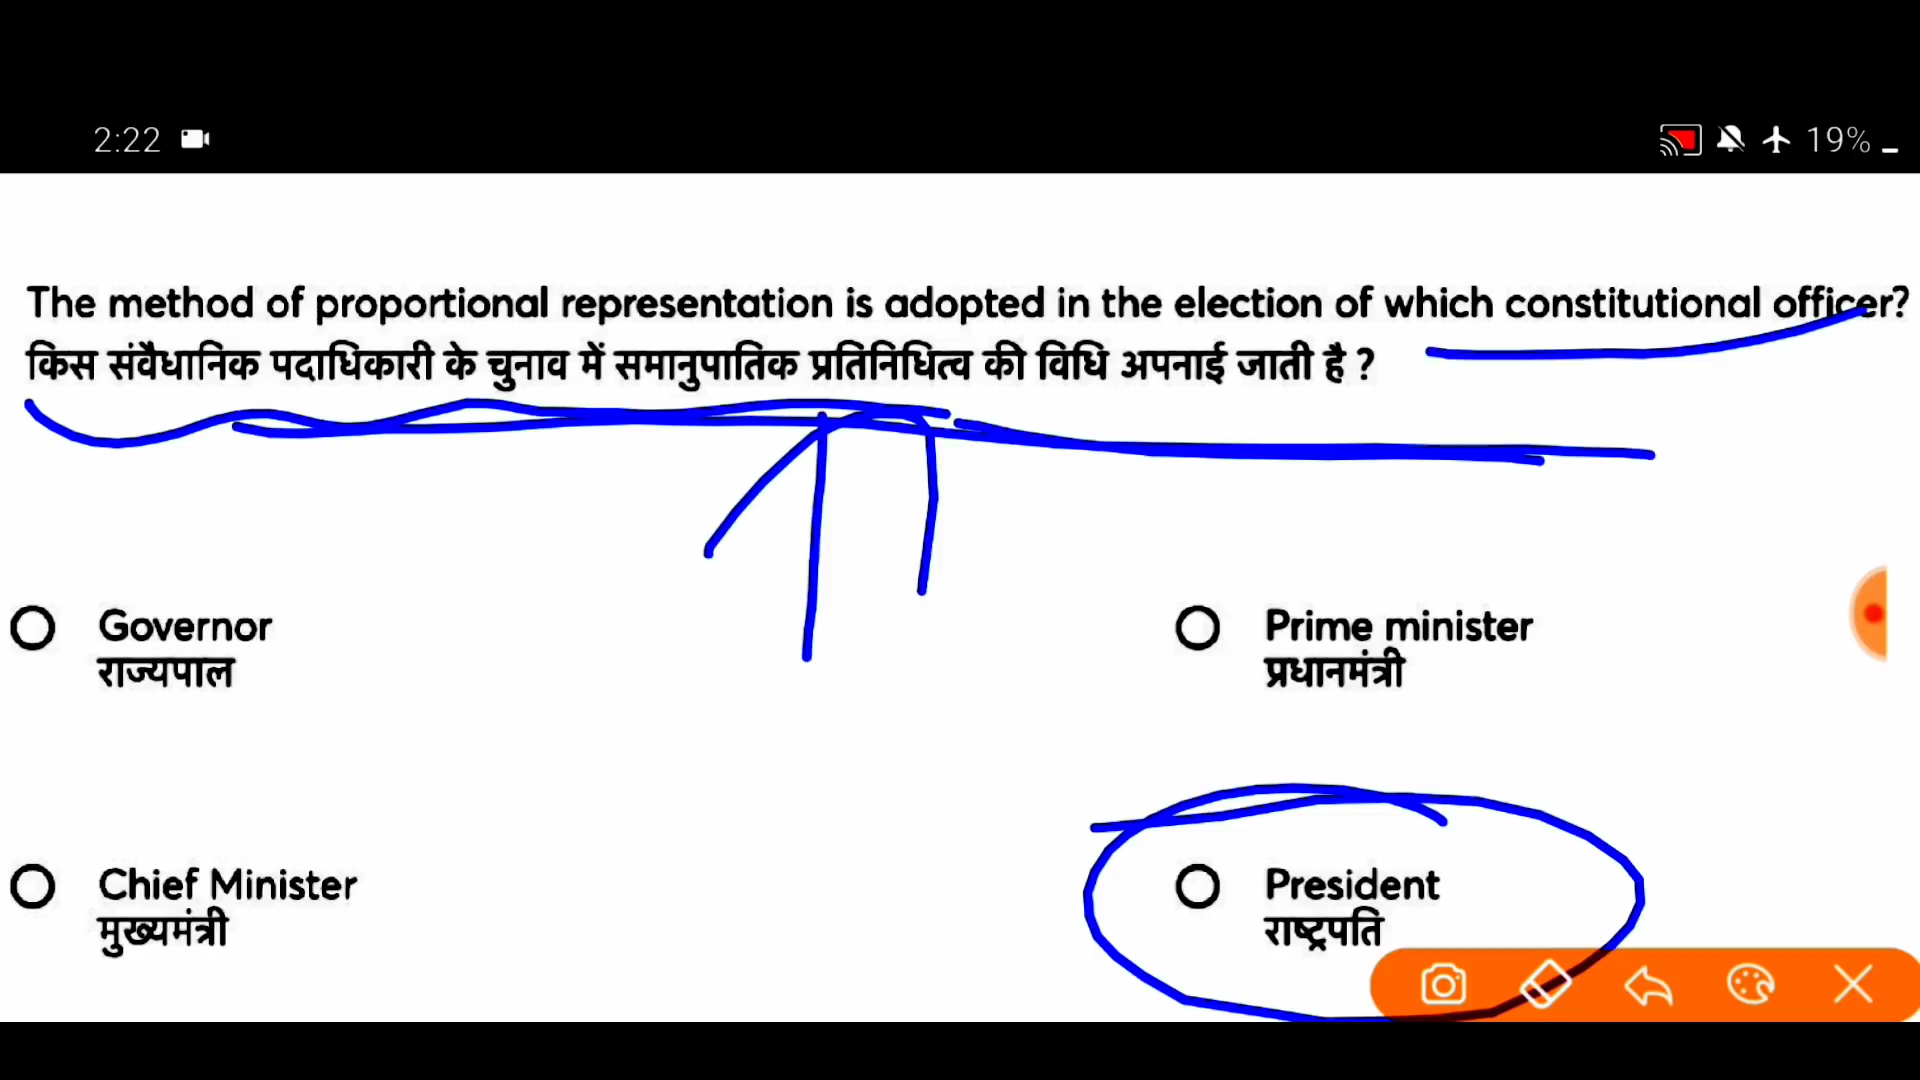 2:22
19%
The method of proportional representation is adopted in the election of which constitutional officer?
किस संवैधानिक पदाधिकारी के चुनाव में समानुपातिक प्रतिनिधित्व की विधि अपनाई जाती है ?
Governor
राज्यपाल
Prime minister
प्रधानमंत्री
Chief Minister
मुख्यमंत्री
President
राष्ट्रपति